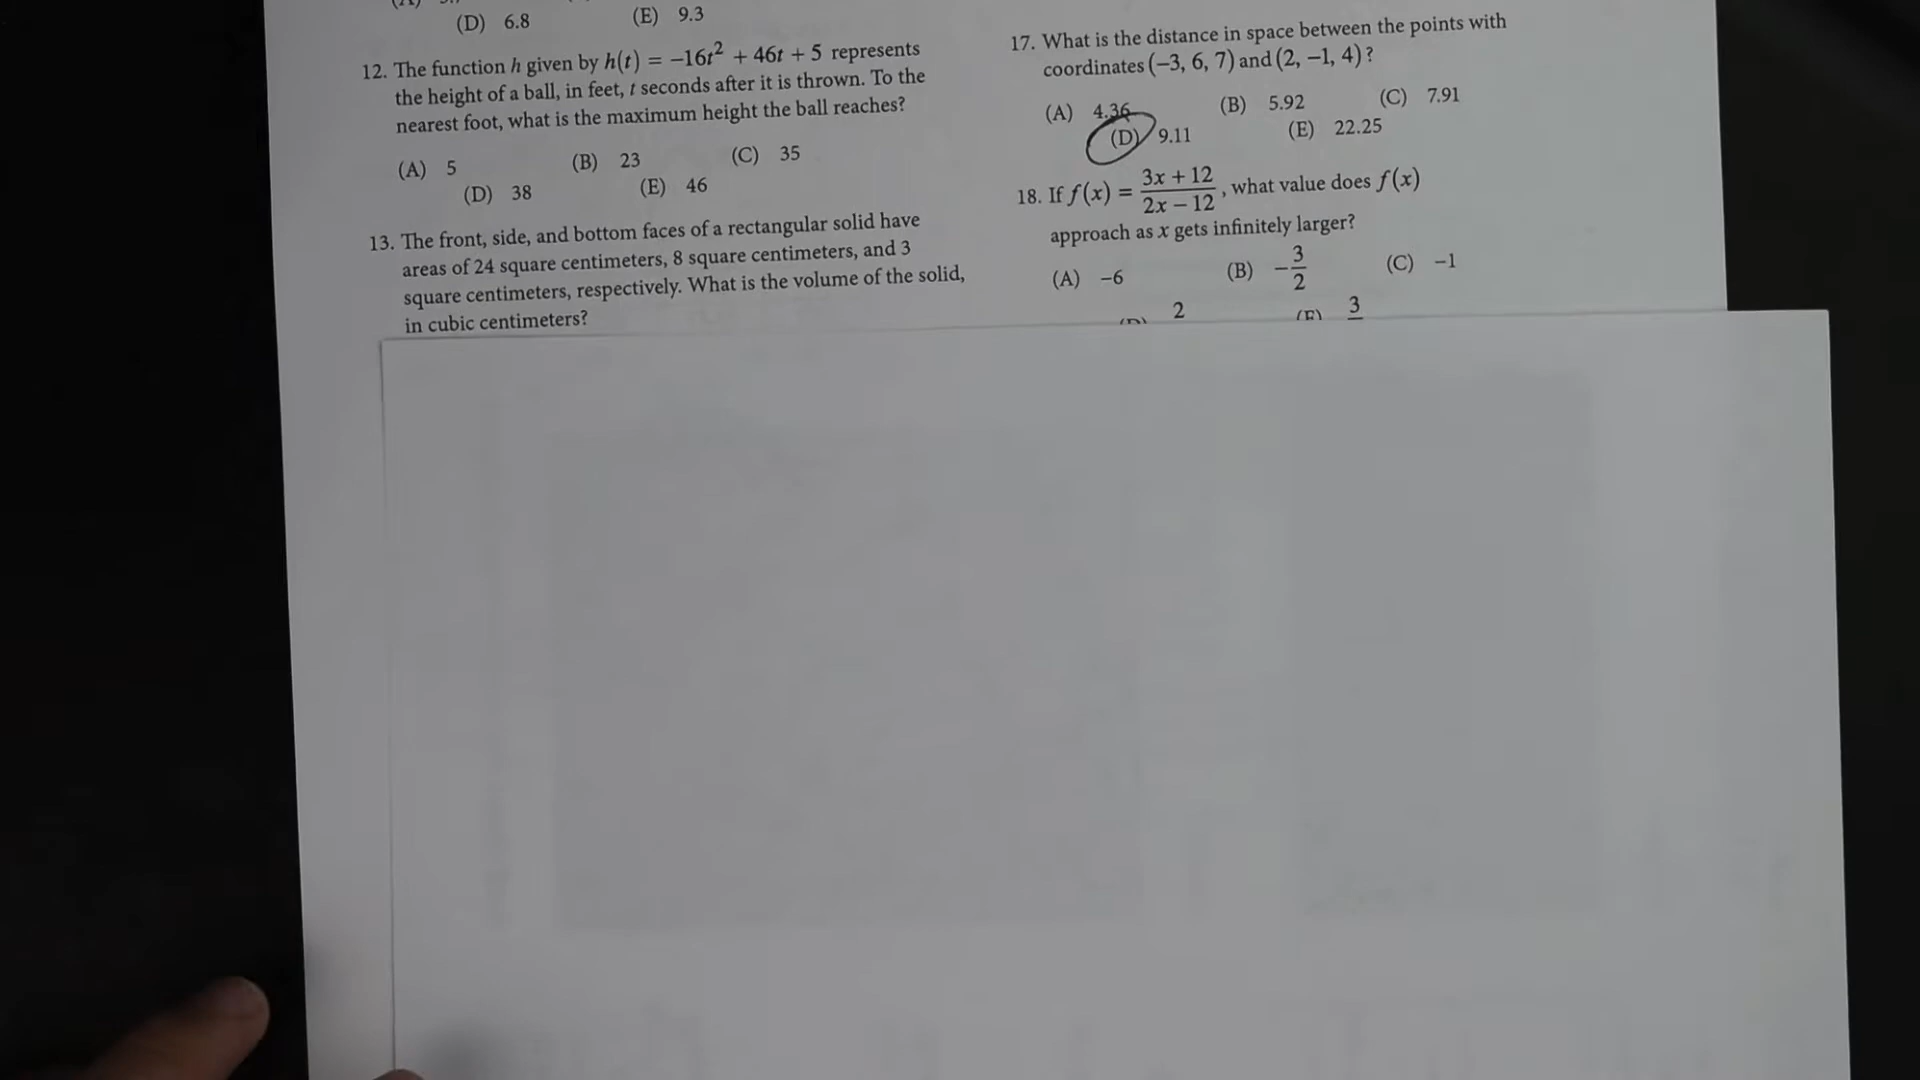 (D) 6.8 (E) 9.3
12. The function h given by h(t) = −16t² + 46t + 5 represents
the height of a ball, in feet, t seconds after it is thrown. To the
nearest foot, what is the maximum height the ball reaches?
(A) 5 (B) 23 (C) 35
(D) 38 (E) 46
13. The front, side, and bottom faces of a rectangular solid have
areas of 24 square centimeters, 8 square centimeters, and 3
square centimeters, respectively. What is the volume of the solid,
in cubic centimeters?
17. What is the distance in space between the points with
coordinates (−3, 6, 7) and (2, −1, 4)?
(A) 4.36 (B) 5.92 (C) 7.91
(D) 9.11 (E) 22.25
18. If f(x) = (3x + 12)/(2x − 12), what value does f(x)
approach as x gets infinitely larger?
(A) −6 (B) −3/2 (C) −1
2 3